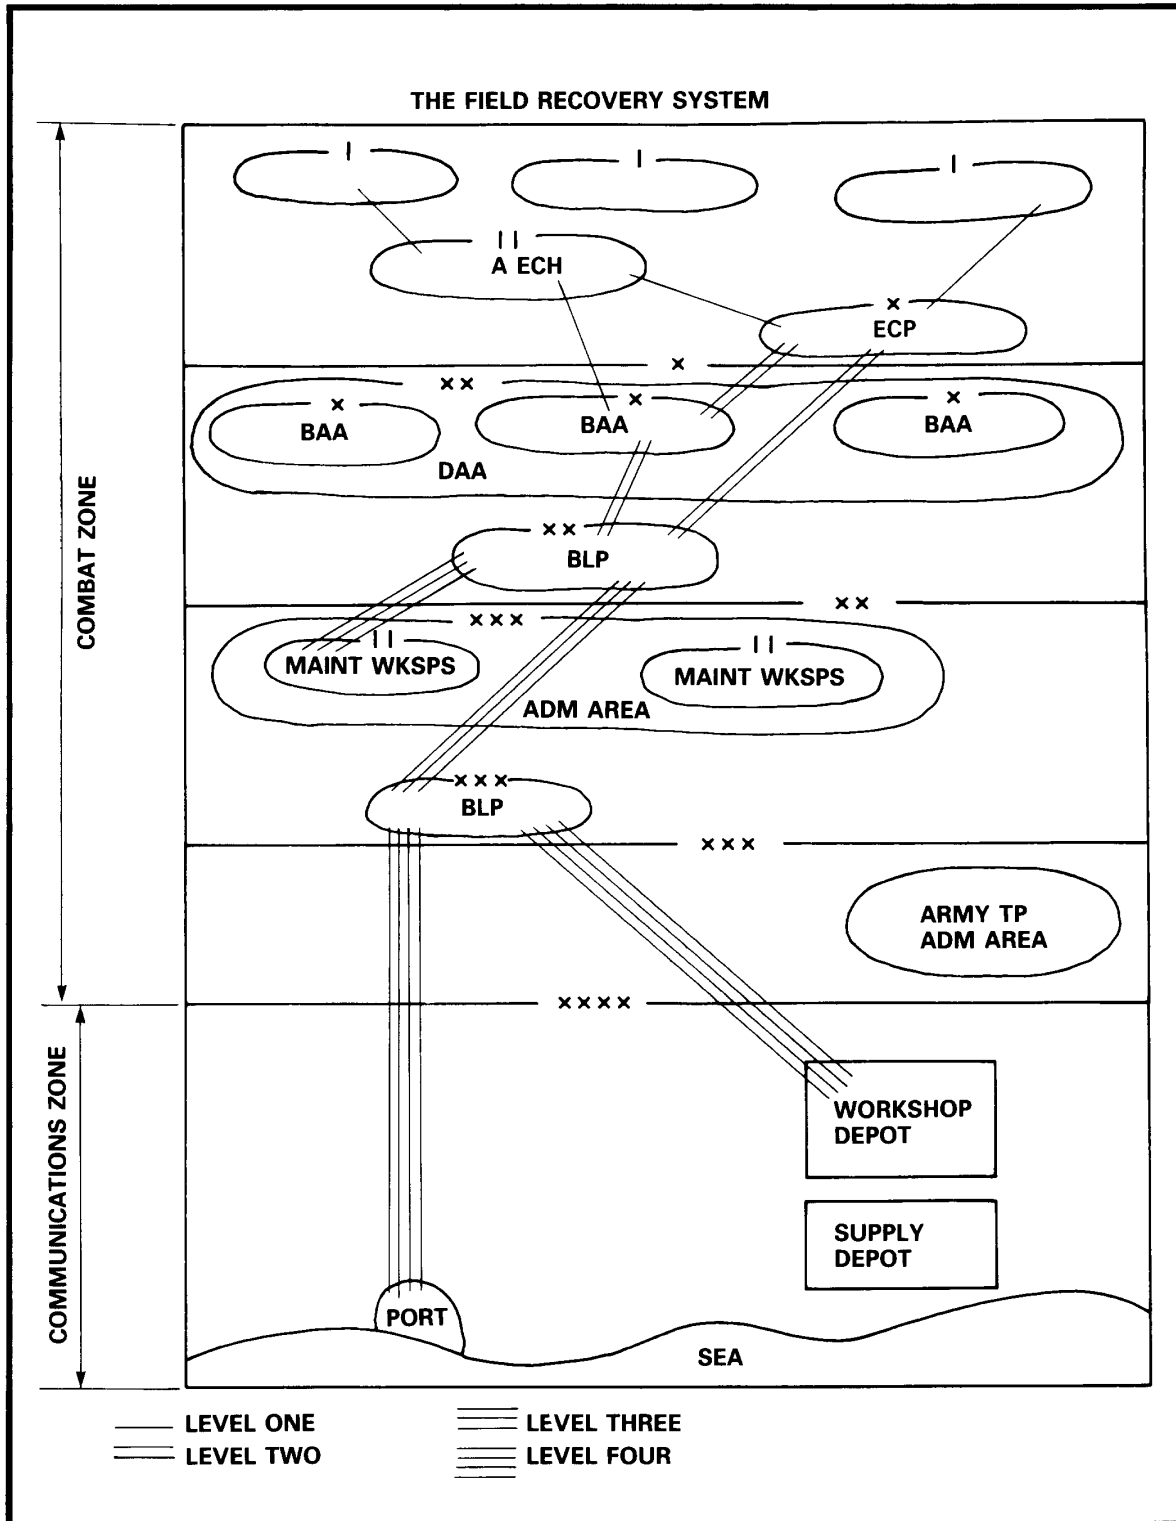 THE FIELD RECOVERY SYSTEM
I
I
I
II
A ECH
X
ECP
X
XX
X
BAA
X
BAA
X
BAA
DAA
XX
BLP
XX
XXX
II
MAINT WKSPS
II
MAINT WKSPS
ADM AREA
XXX
BLP
XXX
ARMY TP
ADM AREA
XXXX
COMBAT ZONE
WORKSHOP
DEPOT
SUPPLY
DEPOT
PORT
SEA
COMMUNICATIONS ZONE
LEVEL ONE
LEVEL TWO
LEVEL THREE
LEVEL FOUR